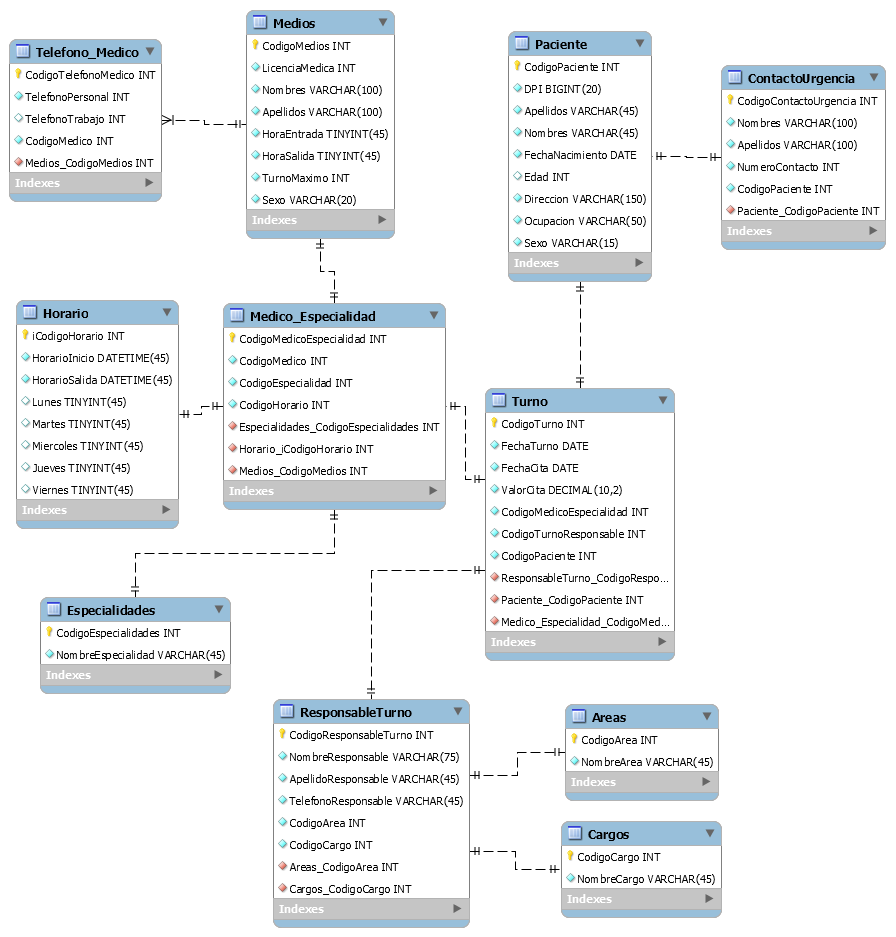 Telefono_Medico
CodigoTelefonoMedico INT
TelefonoPersonal INT
TelefonoTrabajo INT
CodigoMedico INT
Medios_CodigoMedios INT
Indexes
Medios
CodigoMedios INT
LicenciaMedica INT
Nombres VARCHAR(100)
Apellidos VARCHAR(100)
HoraEntrada TINYINT(45)
HoraSalida TINYINT(45)
TurnoMaximo INT
Sexo VARCHAR(20)
Indexes
Paciente
CodigoPaciente INT
DPI BIGINT(20)
Apellidos VARCHAR(45)
Nombres VARCHAR(45)
FechaNacimiento DATE
Edad INT
Direccion VARCHAR(150)
Ocupacion VARCHAR(50)
Sexo VARCHAR(15)
Indexes
ContactoUrgencia
CodigoContactoUrgencia INT
Nombres VARCHAR(100)
Apellidos VARCHAR(100)
NumeroContacto INT
CodigoPaciente INT
Paciente_CodigoPaciente INT
Indexes
Horario
iCodigoHorario INT
HorarioInicio DATETIME(45)
HorarioSalida DATETIME(45)
Lunes TINYINT(45)
Martes TINYINT(45)
Miercoles TINYINT(45)
Jueves TINYINT(45)
Viernes TINYINT(45)
Indexes
Medico_Especialidad
CodigoMedicoEspecialidad INT
CodigoMedico INT
CodigoEspecialidad INT
CodigoHorario INT
Especialidades_CodigoEspecialidades INT
Horario_iCodigoHorario INT
Medios_CodigoMedios INT
Indexes
Turno
CodigoTurno INT
FechaTurno DATE
FechaCita DATE
ValorCita DECIMAL(10,2)
CodigoMedicoEspecialidad INT
CodigoTurnoResponsable INT
CodigoPaciente INT
ResponsableTurno_CodigoRespo...
Paciente_CodigoPaciente INT
Medico_Especialidad_CodigoMed...
Indexes
Especialidades
CodigoEspecialidades INT
NombreEspecialidad VARCHAR(45)
Indexes
ResponsableTurno
CodigoResponsableTurno INT
NombreResponsable VARCHAR(75)
ApellidoResponsable VARCHAR(45)
TelefonoResponsable VARCHAR(45)
CodigoArea INT
CodigoCargo INT
Areas_CodigoArea INT
Cargos_CodigoCargo INT
Indexes
Areas
CodigoArea INT
NombreArea VARCHAR(45)
Indexes
Cargos
CodigoCargo INT
NombreCargo VARCHAR(45)
Indexes